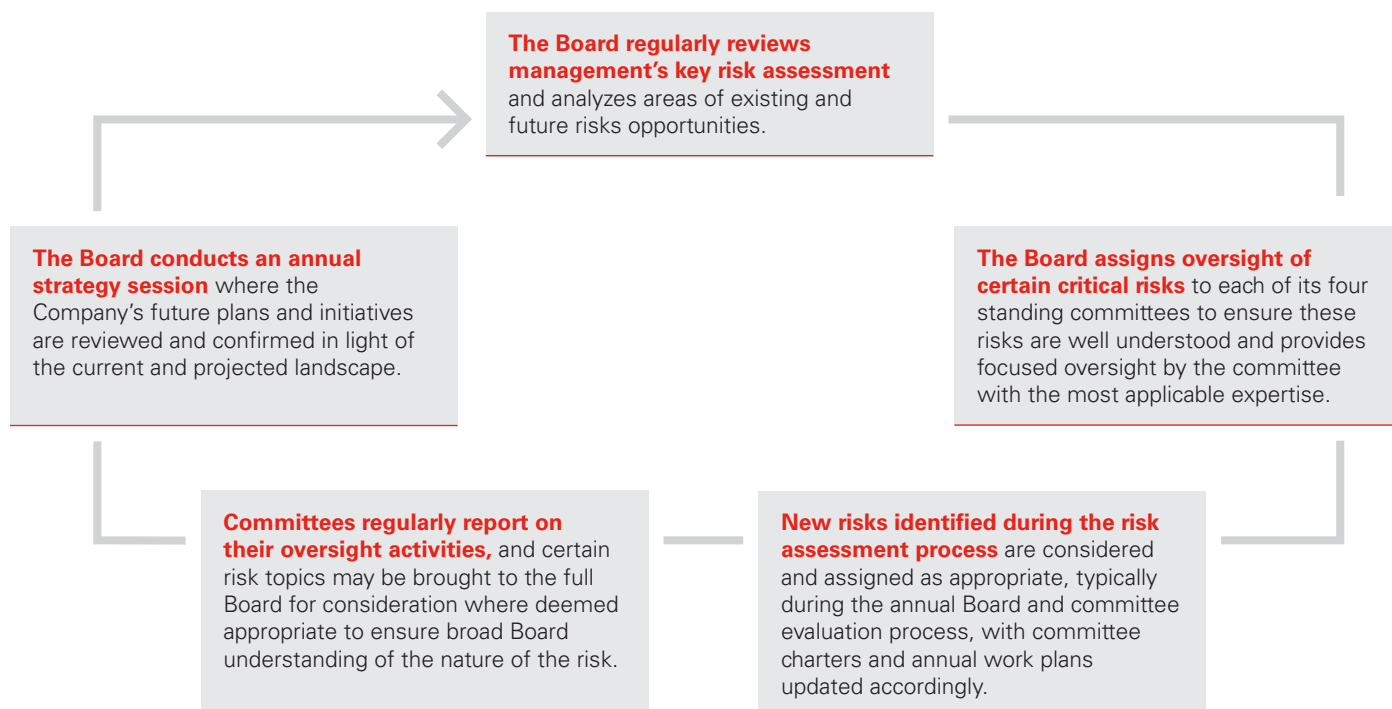 The Board regularly reviews
management’s key risk assessment
and analyzes areas of existing and
future risks opportunities.
The Board assigns oversight of
certain critical risks to each of its four
standing committees to ensure these
risks are well understood and provides
focused oversight by the committee
with the most applicable expertise.
New risks identified during the risk
assessment process are considered
and assigned as appropriate, typically
during the annual Board and committee
evaluation process, with committee
charters and annual work plans
updated accordingly.
Committees regularly report on
their oversight activities, and certain
risk topics may be brought to the full
Board for consideration where deemed
appropriate to ensure broad Board
understanding of the nature of the risk.
The Board conducts an annual
strategy session where the
Company’s future plans and initiatives
are reviewed and confirmed in light of
the current and projected landscape.